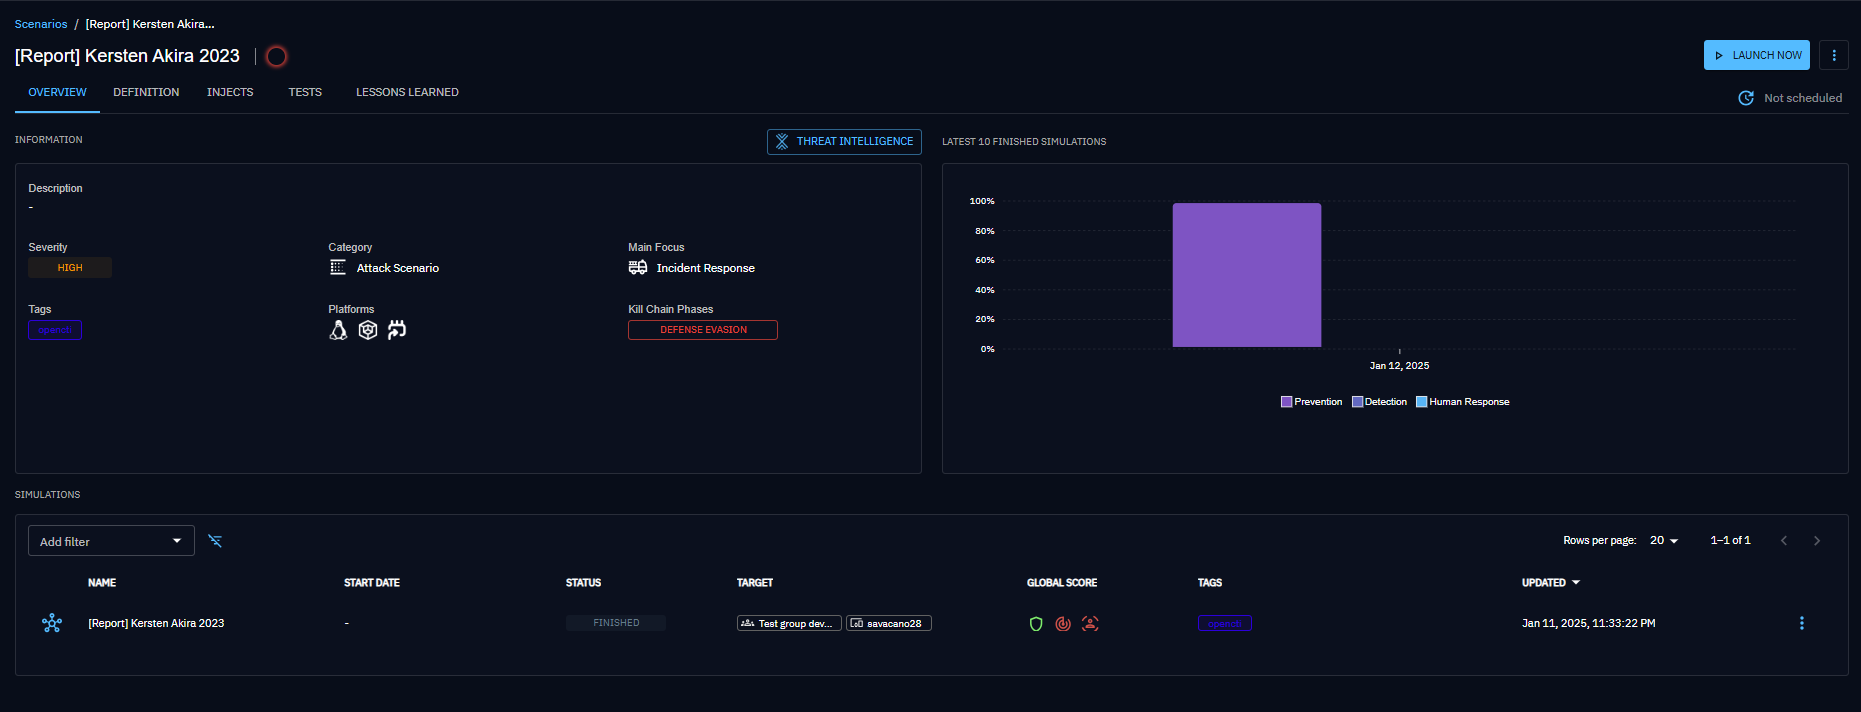 Scenarios / [Report] Kersten Akira...
[Report] Kersten Akira 2023
LAUNCH NOW
OVERVIEW DEFINITION INJECTS TESTS LESSONS LEARNED
Not scheduled
INFORMATION
THREAT INTELLIGENCE
Description
-
Severity Category Main Focus
HIGH Attack Scenario Incident Response
Tags Platforms Kill Chain Phases
opencti DEFENSE EVASION
LATEST 10 FINISHED SIMULATIONS
100%
80%
60%
40%
20%
0%
Jan 12, 2025
Prevention Detection Human Response
SIMULATIONS
Add filter
Rows per page: 20 1–1 of 1
NAME START DATE STATUS TARGET GLOBAL SCORE TAGS UPDATED
[Report] Kersten Akira 2023 - FINISHED Test group dev... savacano28 opencti Jan 11, 2025, 11:33:22 PM